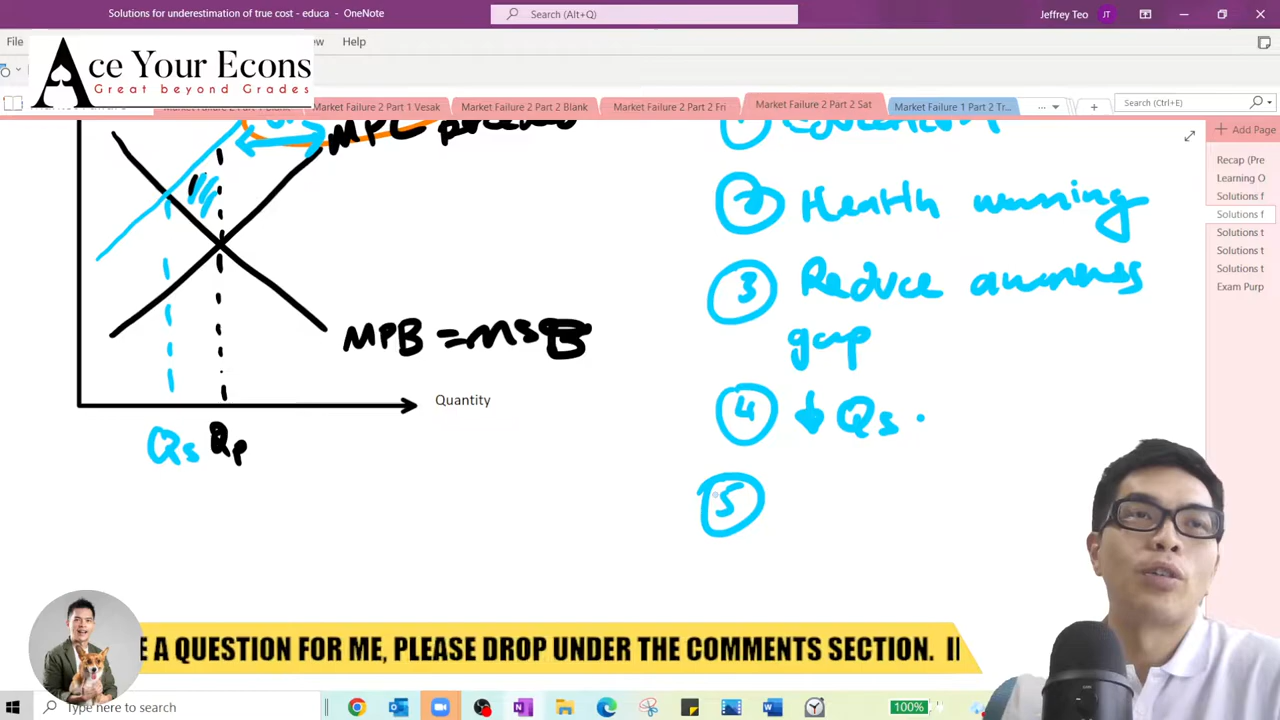 Solutions for underestimation of true cost - educa - OneNote
Search (Alt+Q)
Jeffrey Teo
JT
File
Help
Ace Your Econs
Great beyond Grades
Market Failure 2 Part 1 Vesak
Market Failure 2 Part 2 Blank
Market Failure 2 Part 2 Fri
Market Failure 2 Part 2 Sat
Market Failure 1 Part 2 Tr...
Search (Ctrl+E)
Add Page
Recap (Pre
Learning O
Solutions f
Solutions f
Solutions t
Solutions t
Solutions t
Exam Purp
MPB = MSB
Quantity
Qs Qp
2 Health warning
3 Reduce awareness
gap
4 ↓ Qs.
5
E A QUESTION FOR ME, PLEASE DROP UNDER THE COMMENTS SECTION. I
Type here to search
100%